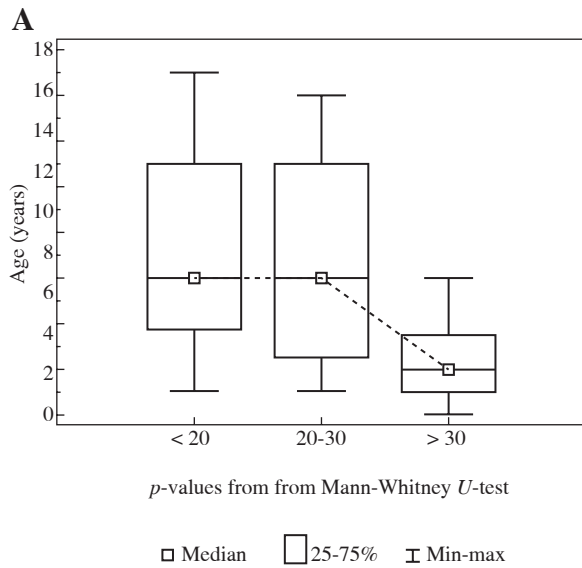 A
18
16
14
12
10
8
6
4
2
0
Age (years)
< 20 20-30 > 30
p-values from from Mann-Whitney U-test
Median 25-75% Min-max